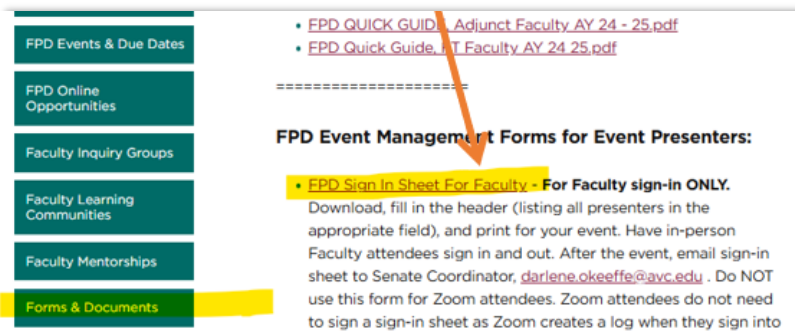 FPD Events & Due Dates
FPD Online
Opportunities
Faculty Inquiry Groups
Faculty Learning
Communities
Faculty Mentorships
Forms & Documents
• FPD QUICK GUIDE, Adjunct Faculty AY 24 - 25.pdf
• FPD Quick Guide, FT Faculty AY 24 25.pdf
=====================
FPD Event Management Forms for Event Presenters:
• FPD Sign In Sheet For Faculty - For Faculty sign-in ONLY.
Download, fill in the header (listing all presenters in the
appropriate field), and print for your event. Have in-person
Faculty attendees sign in and out. After the event, email sign-in
sheet to Senate Coordinator, darlene.okeeffe@avc.edu . Do NOT
use this form for Zoom attendees. Zoom attendees do not need
to sign a sign-in sheet as Zoom creates a log when they sign into